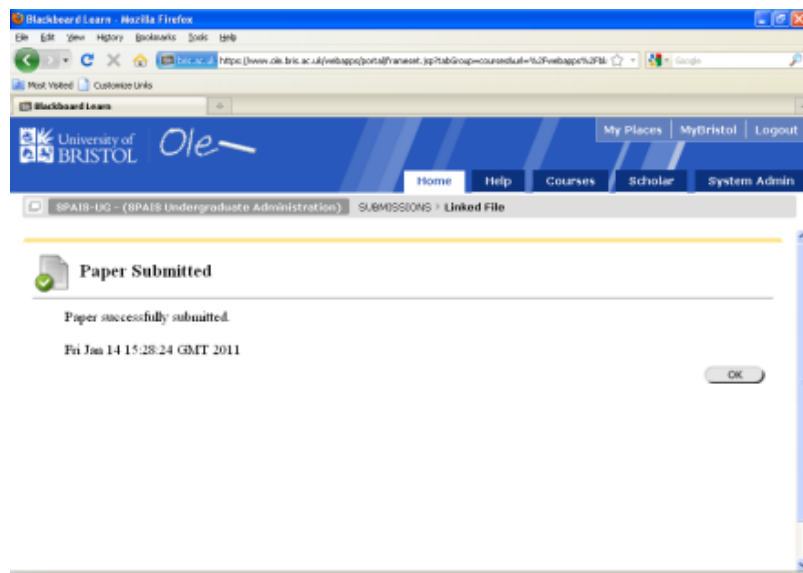 Blackboard Learn - Mozilla Firefox
File Edit View History Bookmarks Tools Help
Google
Most Visited Customize Links
Blackboard Learn
University of BRISTOL
Ole
My Places MyBristol Logout
Home Help Courses Scholar System Admin
SPAIS-UG - (SPAIS Undergraduate Administration) SUBMISSIONS > Linked File
Paper Submitted
Paper successfully submitted.
Fri Jan 14 15:28:24 GMT 2011
OK